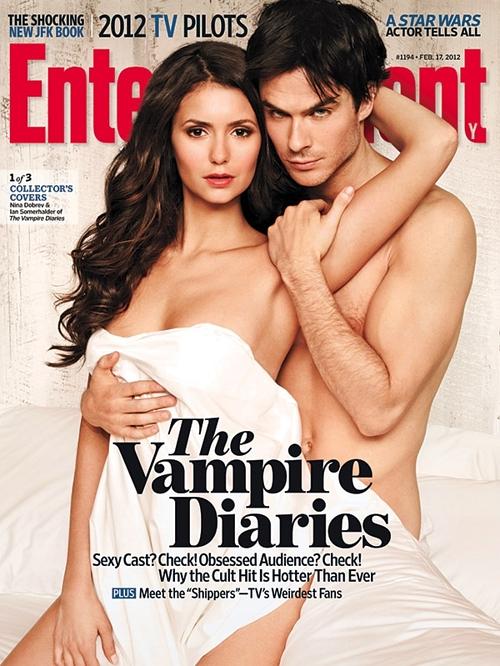 THE SHOCKING
NEW JFK BOOK
2012 TV PILOTS
A STAR WARS
ACTOR TELLS ALL
#1194 • FEB. 17, 2012
Ente nt
Y
1 of 3
COLLECTOR'S
COVERS
Nina Dobrev &
Ian Somerhalder of
The Vampire Diaries
The
Vampire
Diaries
Sexy Cast? Check! Obsessed Audience? Check!
Why the Cult Hit Is Hotter Than Ever
PLUS Meet the "Shippers"—TV's Weirdest Fans